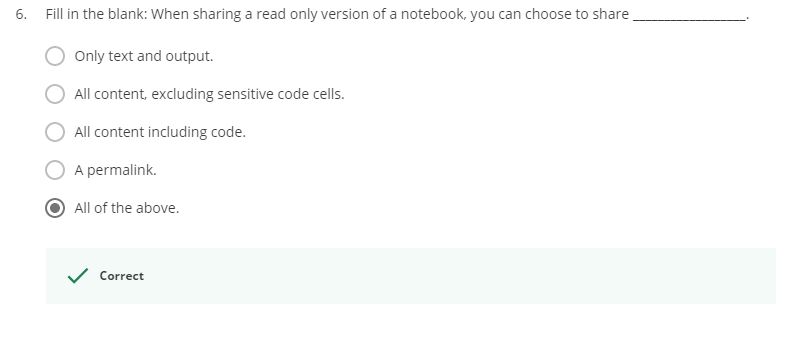 6. Fill in the blank: When sharing a read only version of a notebook, you can choose to share __________________.
Only text and output.
All content, excluding sensitive code cells.
All content including code.
A permalink.
All of the above.
Correct